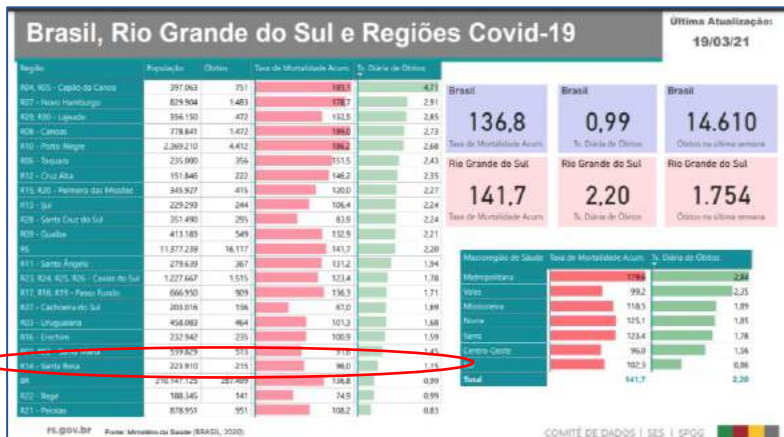 Brasil, Rio Grande do Sul e Regiões Covid-19
Última Atualização:
19/03/21
Região População Óbitos Taxa de Mortalidade Acum. Tx. Diária de Óbitos
R04, R05 - Capão da Canoa 397.063 751 189,1 4,73
R07 - Novo Hamburgo 829.904 1.483 178,7 2,91
R29, R30 - Lajeado 356.150 472 132,5 2,85
R08 - Canoas 778.841 1.472 189,0 2,73
R10 - Porto Alegre 2.369.210 4.412 186,2 2,68
R06 - Taquara 235.000 356 151,5 2,43
R12 - Cruz Alta 151.846 222 146,2 2,35
R15, R20 - Palmeira das Missões 345.927 415 120,0 2,27
R13 - Ijuí 229.293 244 106,4 2,24
R28 - Santa Cruz do Sul 351.490 295 83,9 2,24
R09 - Guaíba 413.183 549 132,9 2,21
RS 11.377.239 16.117 141,7 2,20
R11 - Santo Ângelo 279.639 367 131,2 1,94
R23, R24, R25, R26 - Caxias do Sul 1.227.667 1.515 123,4 1,78
R17, R18, R19 - Passo Fundo 666.950 909 136,3 1,71
R27 - Cachoeira do Sul 203.016 136 67,0 1,69
R03 - Uruguaiana 458.083 464 101,3 1,68
R16 - Erechim 232.942 235 100,9 1,59
513
R14 - Santa Rosa 223.910 215 96,0 1,15
BR 287.489 136,8 0,99
R22 - Bagé 188.345 141 74,9 0,99
R21 - Pelotas 878.951 951 108,2 0,83
Brasil Brasil Brasil
136,8 0,99 14.610
Taxa de Mortalidade Acum. Tx. Diária de Óbitos Óbitos na última semana
Rio Grande do Sul Rio Grande do Sul Rio Grande do Sul
141,7 2,20 1.754
Taxa de Mortalidade Acum. Tx. Diária de Óbitos Óbitos na última semana
Macroregião de Saúde Taxa de Mortalidade Acum. Tx. Diária de Óbitos
Metropolitana 179,6 2,84
Vales 99,2 2,35
Missioneira 118,5 1,89
Norte 125,1 1,85
Serra 123,4 1,78
Centro-Oeste 96,0 1,56
102,3 0,86
Total 141,7 2,20
rs.gov.br Fonte: Ministério da Saúde (BRASIL, 2020).
COMITÊ DE DADOS | SES | SPGG